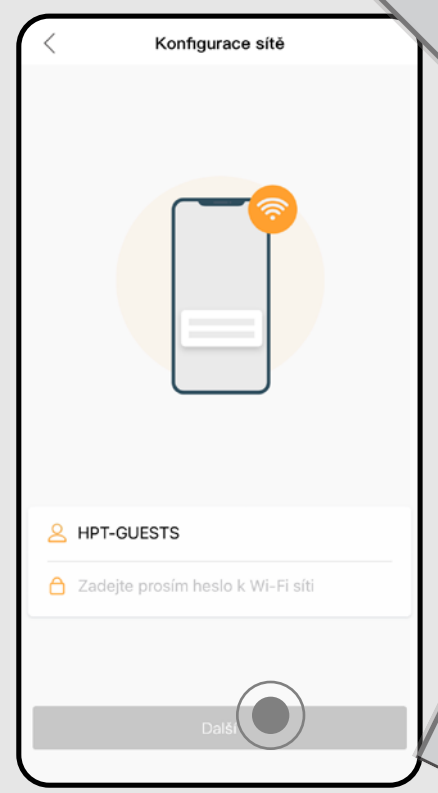 Konfigurace sítě
HPT-GUESTS
Zadejte prosím heslo k Wi-Fi síti
Další